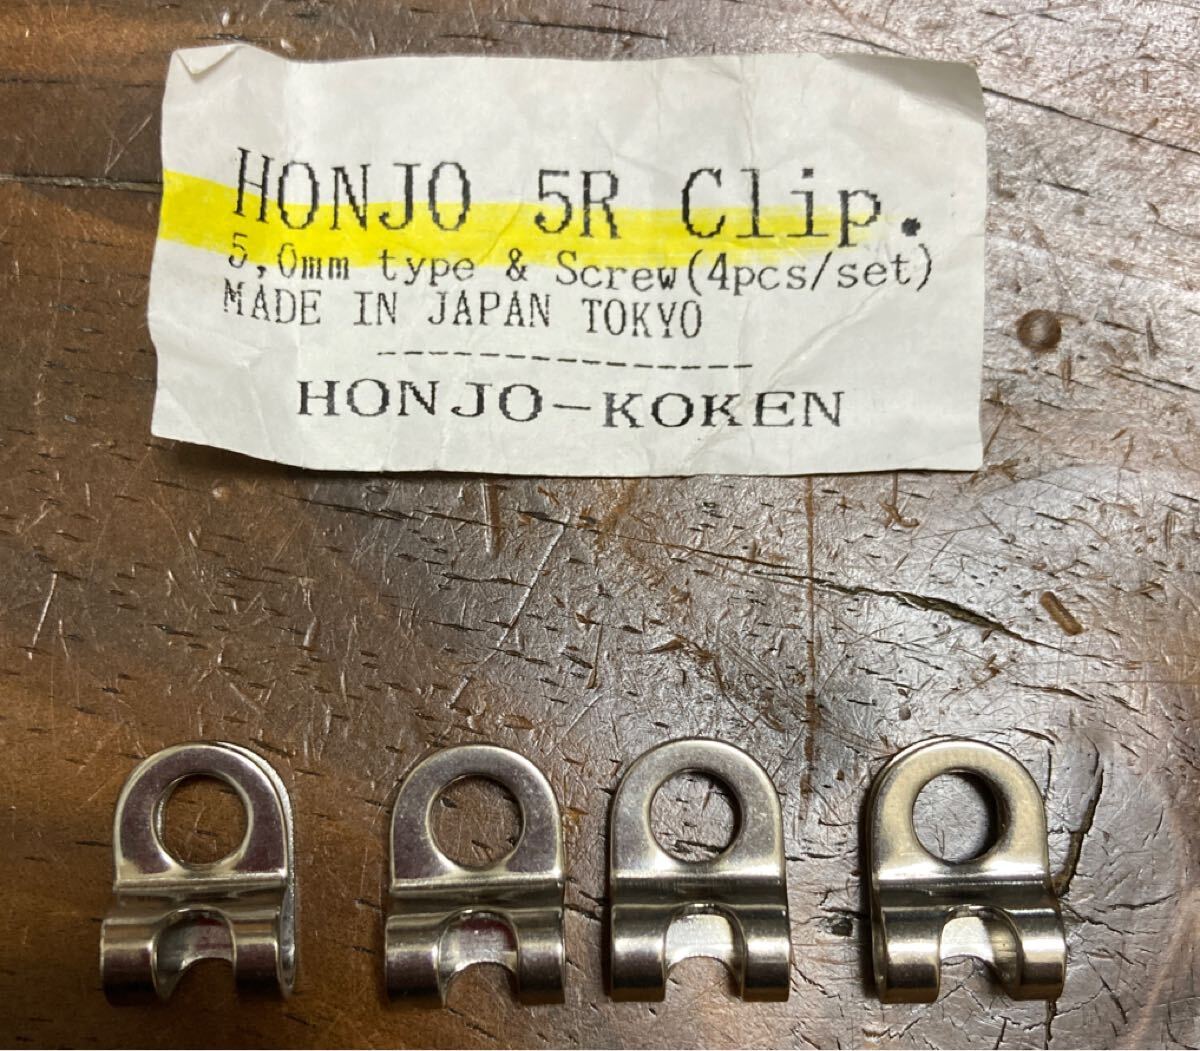 HONJO 5R Clip.
5,0mm type & Screw(4pcs/set)
MADE IN JAPAN TOKYO
---------------
HONJO-KOKEN